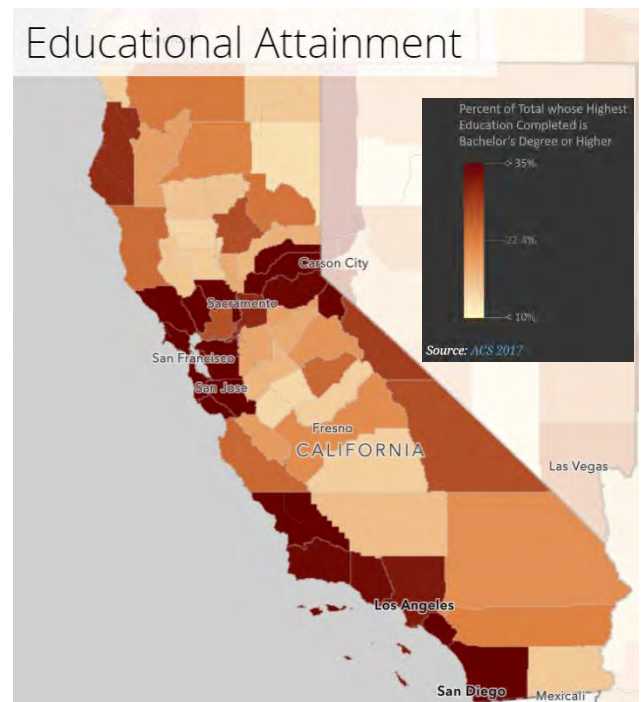 Educational Attainment
Percent of Total whose Highest
Education Completed is
Bachelor's Degree or Higher
> 35%
22.4%
< 10%
Source: ACS 2017
Carson City
Sacramento
San Francisco
San Jose
Fresno
CALIFORNIA
Las Vegas
Los Angeles
San Diego
Mexicali